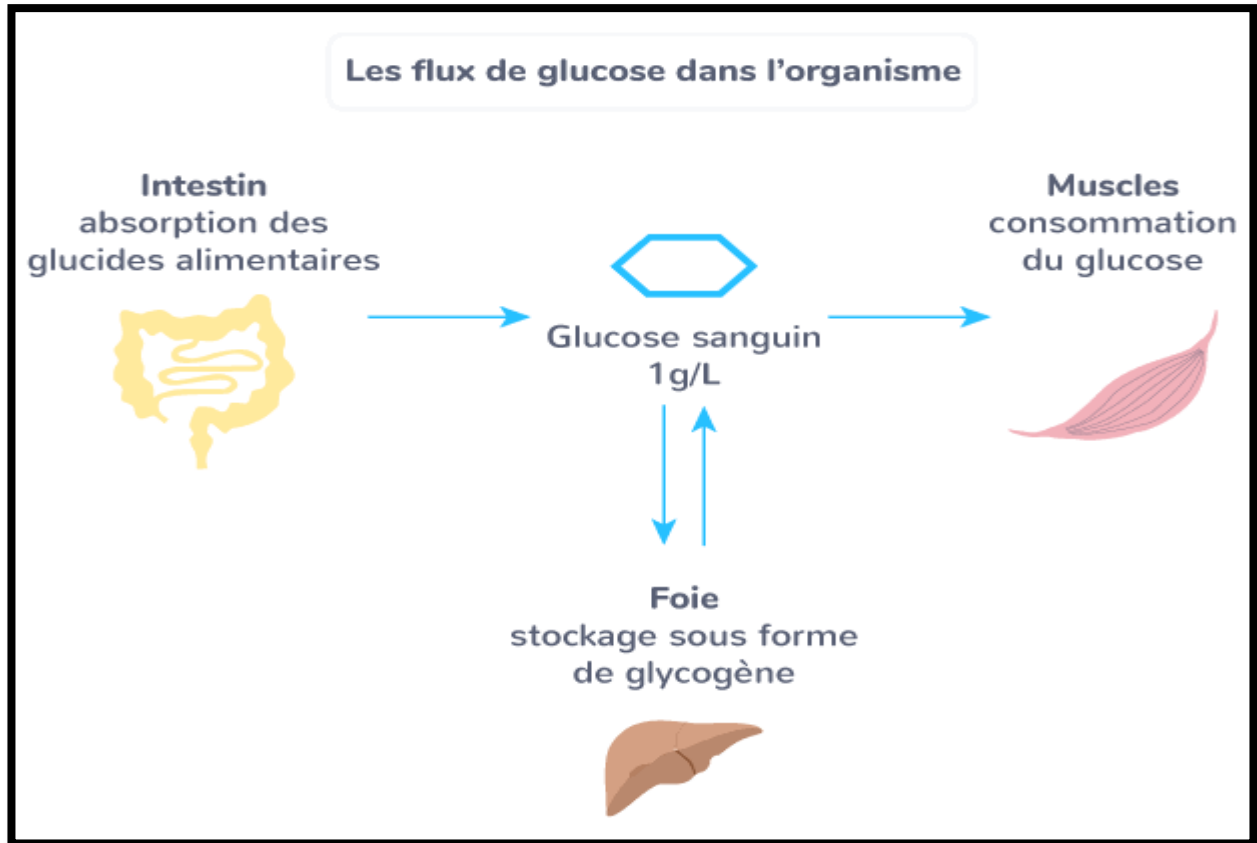 Les flux de glucose dans l'organisme
Intestin
absorption des
glucides alimentaires
Glucose sanguin
1g/L
Muscles
consommation
du glucose
Foie
stockage sous forme
de glycogène